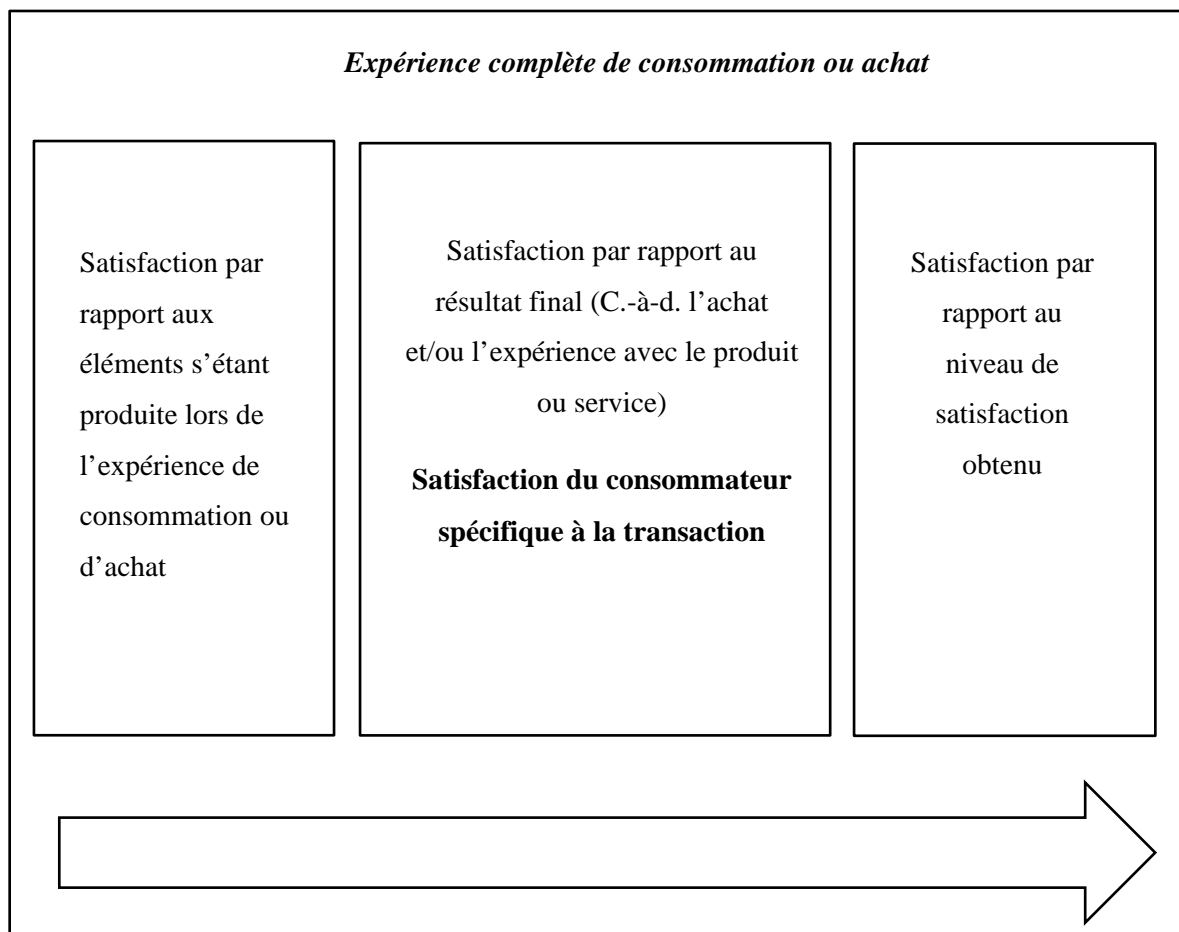 Expérience complète de consommation ou achat
Satisfaction par
rapport aux
éléments s’étant
produite lors de
l’expérience de
consommation ou
d’achat
Satisfaction par rapport au
résultat final (C.-à-d. l’achat
et/ou l’expérience avec le produit
ou service)
Satisfaction du consommateur
spécifique à la transaction
Satisfaction par
rapport au
niveau de
satisfaction
obtenu